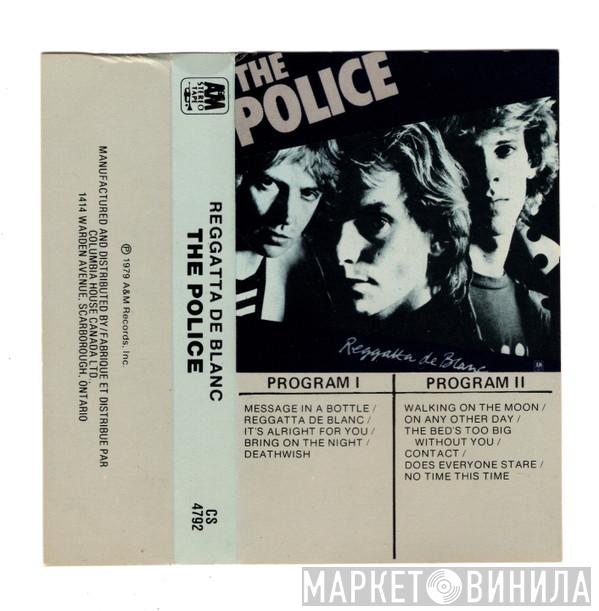 MANUFACTURED AND DISTRIBUTED BY/FABRIQUE ET DISTRIBUE PAR
COLUMBIA HOUSE CANADA LTD.,
1414 WARDEN AVENUE, SCARBOROUGH, ONTARIO
℗ 1979 A&M Records, Inc.
A&M
STEREO
TAPE
REGGATTA DE BLANC
THE POLICE
CS
4792
THE
POLICE
Reggatta de Blanc
PROGRAM I
MESSAGE IN A BOTTLE /
REGGATTA DE BLANC /
IT'S ALRIGHT FOR YOU /
BRING ON THE NIGHT /
DEATHWISH
PROGRAM II
WALKING ON THE MOON /
ON ANY OTHER DAY /
THE BED'S TOO BIG
WITHOUT YOU /
CONTACT /
DOES EVERYONE STARE /
NO TIME THIS TIME
МАРКЕТ ВИНИЛА